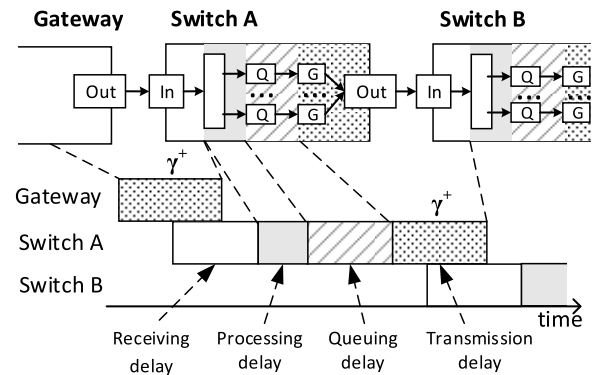 Gateway Switch A Switch B
Q G Q G
Out In Out In
Q G Q G
γ+
Gateway γ+
Switch A
Switch B
time
Receiving Processing Queuing Transmission
delay delay delay delay